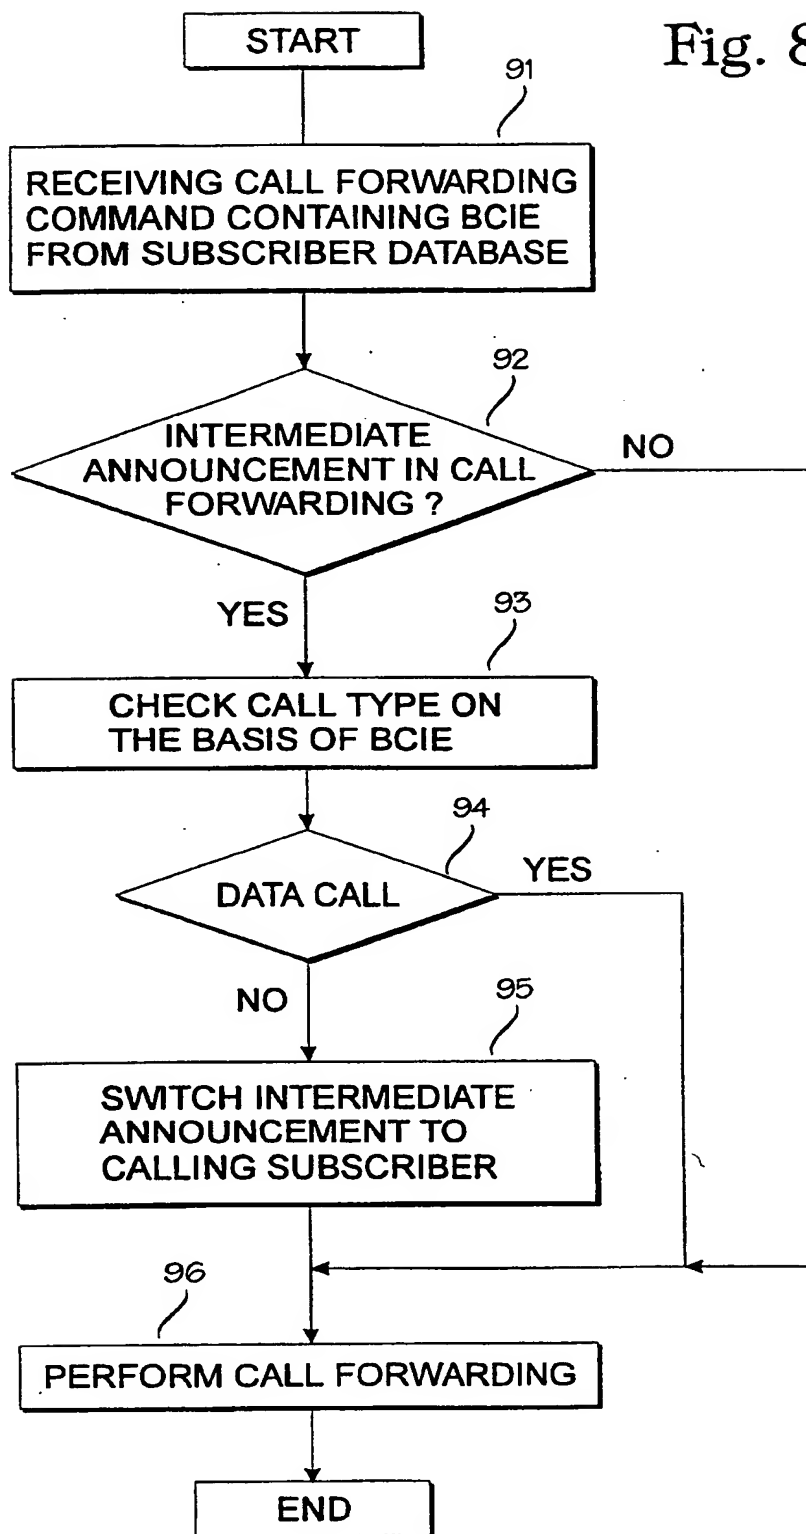 START
Fig. 8
91
RECEIVING CALL FORWARDING
COMMAND CONTAINING BCIE
FROM SUBSCRIBER DATABASE
92
INTERMEDIATE
ANNOUNCEMENT IN CALL
FORWARDING ?
NO
YES
93
CHECK CALL TYPE ON
THE BASIS OF BCIE
94
DATA CALL
YES
NO
95
SWITCH INTERMEDIATE
ANNOUNCEMENT TO
CALLING SUBSCRIBER
96
PERFORM CALL FORWARDING
END